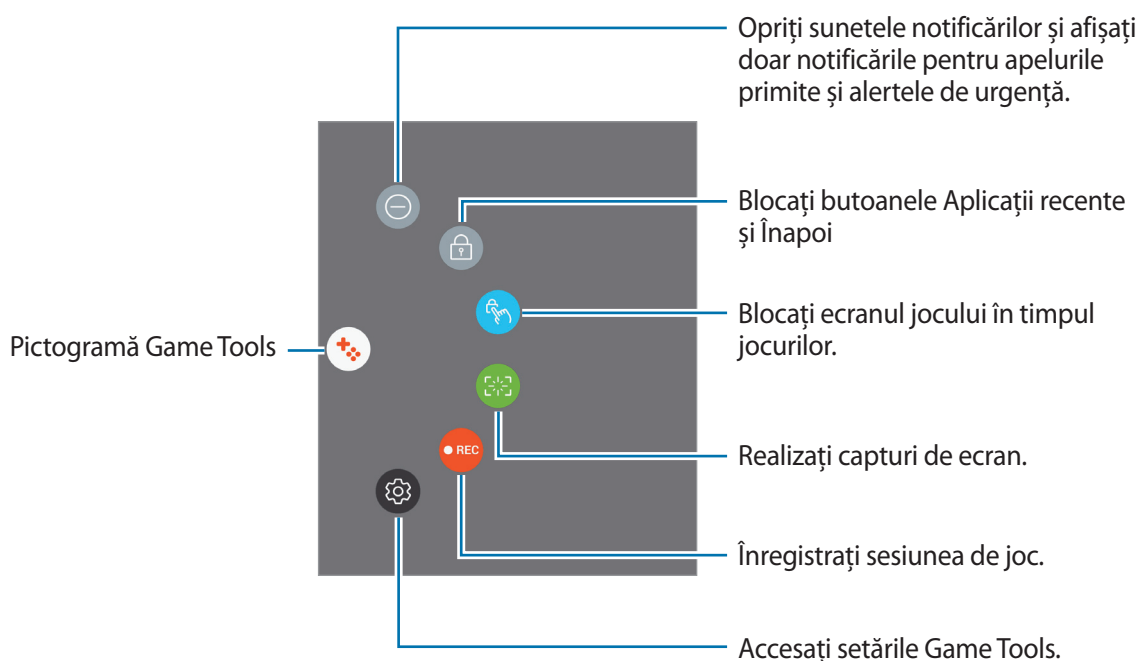 Opriți sunetele notificărilor și afișați
doar notificările pentru apelurile
primite și alertele de urgență.
Blocați butoanele Aplicații recente
și Înapoi
Blocați ecranul jocului în timpul
jocurilor.
Pictogramă Game Tools
Realizați capturi de ecran.
REC
Înregistrați sesiunea de joc.
Accesați setările Game Tools.